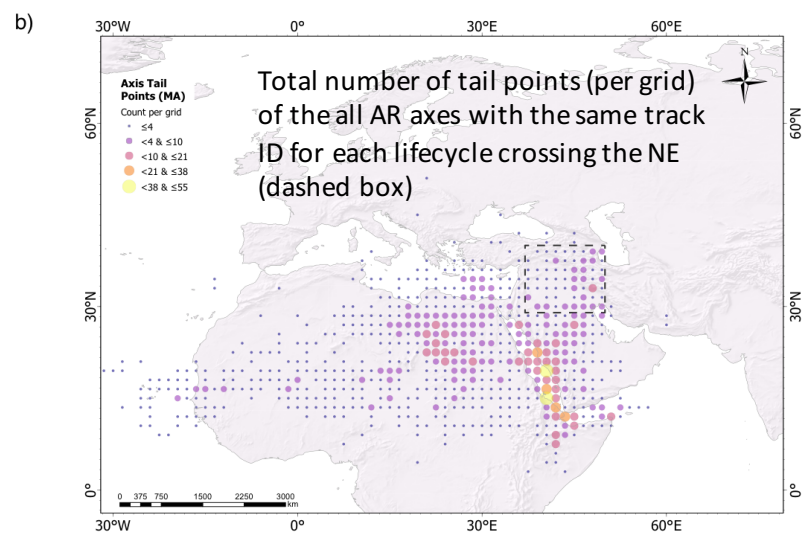 b)
30°W 0° 30°E 60°E
N
Axis Tail
Points (MA)
Count per grid
≤4
<4 & ≤10
<10 & ≤21
<21 & ≤38
<38 & ≤55
Total number of tail points (per grid)
of the all AR axes with the same track
ID for each lifecycle crossing the NE
(dashed box)
60°N 60°N
30°N 30°N
0° 0°
0 375 750 1500 2250 3000
km
30°W 0° 30°E 60°E